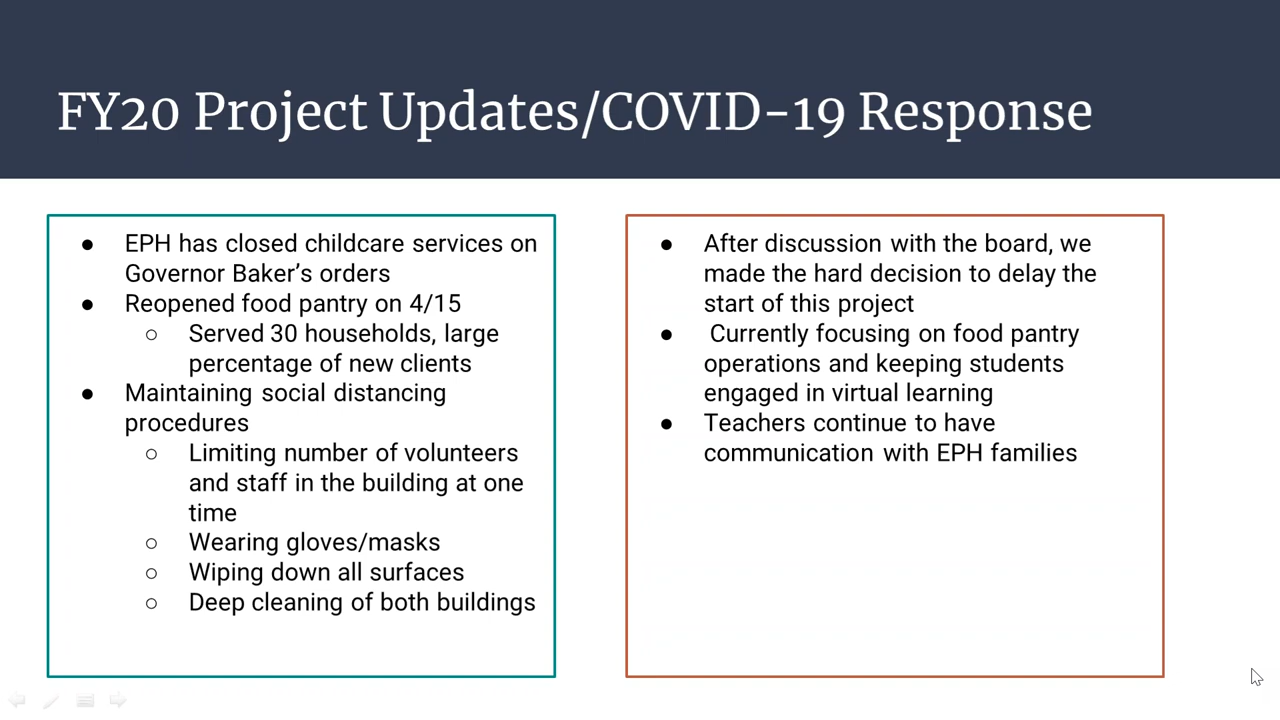 FY20 Project Updates/COVID-19 Response
● EPH has closed childcare services on
Governor Baker’s orders
● Reopened food pantry on 4/15
○ Served 30 households, large
percentage of new clients
● Maintaining social distancing
procedures
○ Limiting number of volunteers
and staff in the building at one
time
○ Wearing gloves/masks
○ Wiping down all surfaces
○ Deep cleaning of both buildings
● After discussion with the board, we
made the hard decision to delay the
start of this project
● Currently focusing on food pantry
operations and keeping students
engaged in virtual learning
● Teachers continue to have
communication with EPH families